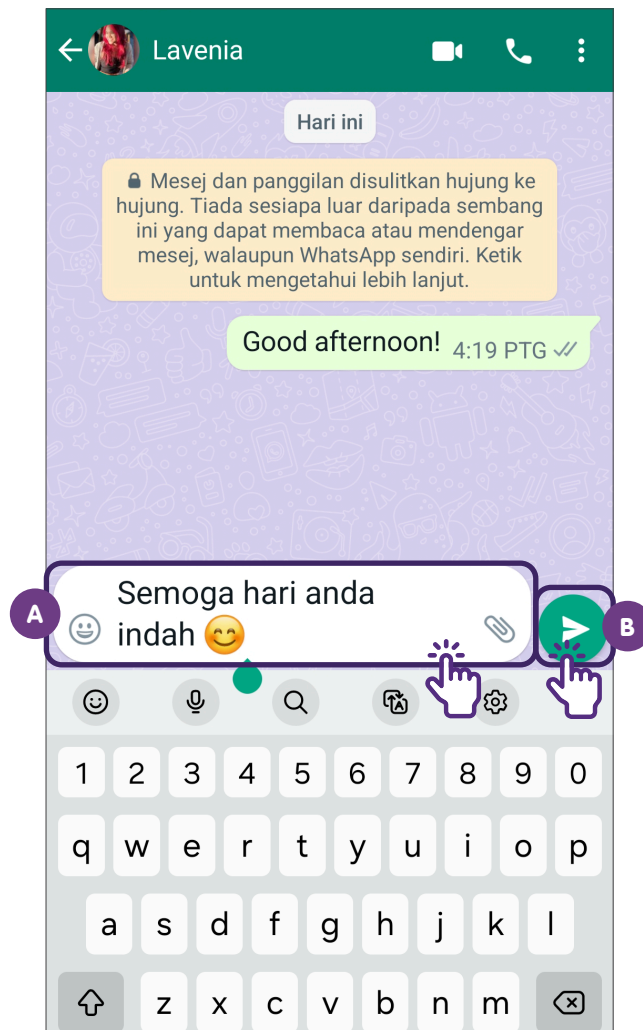 Lavenia
Hari ini
Mesej dan panggilan disulitkan hujung ke
hujung. Tiada sesiapa luar daripada sembang
ini yang dapat membaca atau mendengar
mesej, walaupun WhatsApp sendiri. Ketik
untuk mengetahui lebih lanjut.
Good afternoon! 4:19 PTG
A
Semoga hari anda
indah 😊
B
1 2 3 4 5 6 7 8 9 0
q w e r t y u i o p
a s d f g h j k l
z x c v b n m